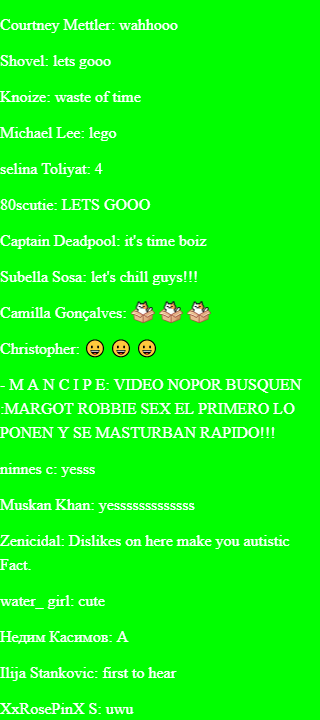 Courtney Mettler: wahhooo
Shovel: lets gooo
Knoize: waste of time
Michael Lee: lego
selina Toliyat: 4
80scutie: LETS GOOO
Captain Deadpool: it's time boiz
Subella Sosa: let's chill guys!!!
Camilla Gonçalves:
Christopher: 😀 😀 😀
- M A N C I P E: VIDEO NOPOR BUSQUEN
:MARGOT ROBBIE SEX EL PRIMERO LO
PONEN Y SE MASTURBAN RAPIDO!!!
ninnes c: yesss
Muskan Khan: yesssssssssssss
Zenicidal: Dislikes on here make you autistic
Fact.
water_ girl: cute
Недим Касимов: А
Ilija Stankovic: first to hear
XxRosePinX S: uwu